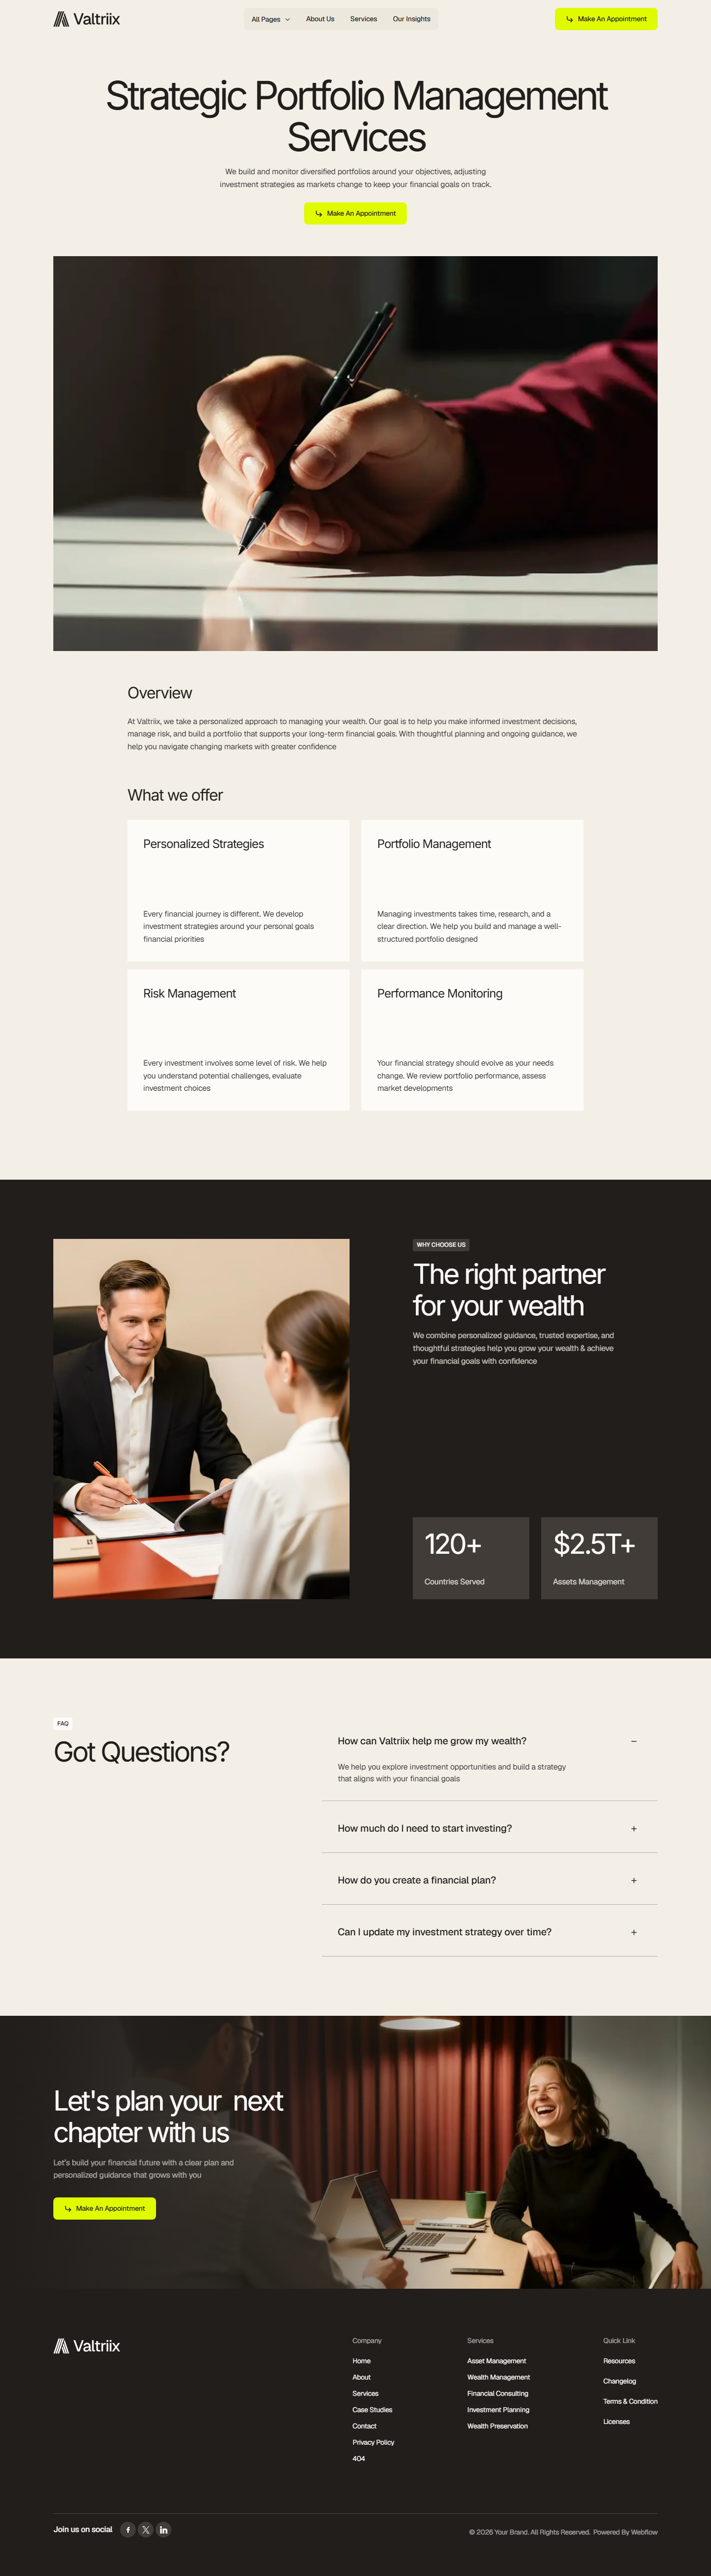 Valtriix
All Pages
About Us
Services
Our Insights
Make An Appointment
Strategic Portfolio Management
Services
We build and monitor diversified portfolios around your objectives, adjusting
investment strategies as markets change to keep your financial goals on track.
Make An Appointment
Overview
At Valtriix, we take a personalized approach to managing your wealth. Our goal is to help you make informed investment decisions,
manage risk, and build a portfolio that supports your long-term financial goals. With thoughtful planning and ongoing guidance, we
help you navigate changing markets with greater confidence
What we offer
Personalized Strategies
Every financial journey is different. We develop
investment strategies around your personal goals
financial priorities
Portfolio Management
Managing investments takes time, research, and a
clear direction. We help you build and manage a well-
structured portfolio designed
Risk Management
Every investment involves some level of risk. We help
you understand potential challenges, evaluate
investment choices
Performance Monitoring
Your financial strategy should evolve as your needs
change. We review portfolio performance, assess
market developments
WHY CHOOSE US
The right partner
for your wealth
We combine personalized guidance, trusted expertise, and
thoughtful strategies help you grow your wealth & achieve
your financial goals with confidence
120+
Countries Served
$2.5T+
Assets Management
FAQ
Got Questions?
How can Valtriix help me grow my wealth?
We help you explore investment opportunities and build a strategy
that aligns with your financial goals
How much do I need to start investing?
How do you create a financial plan?
Can I update my investment strategy over time?
Let's plan your next
chapter with us
Let's build your financial future with a clear plan and
personalized guidance that grows with you
Make An Appointment
Valtriix
Company
Home
About
Services
Case Studies
Contact
Privacy Policy
404
Services
Asset Management
Wealth Management
Financial Consulting
Investment Planning
Wealth Preservation
Quick Link
Resources
Changelog
Terms & Condition
Licenses
Join us on social
© 2026 Your Brand. All Rights Reserved. Powered By Webflow